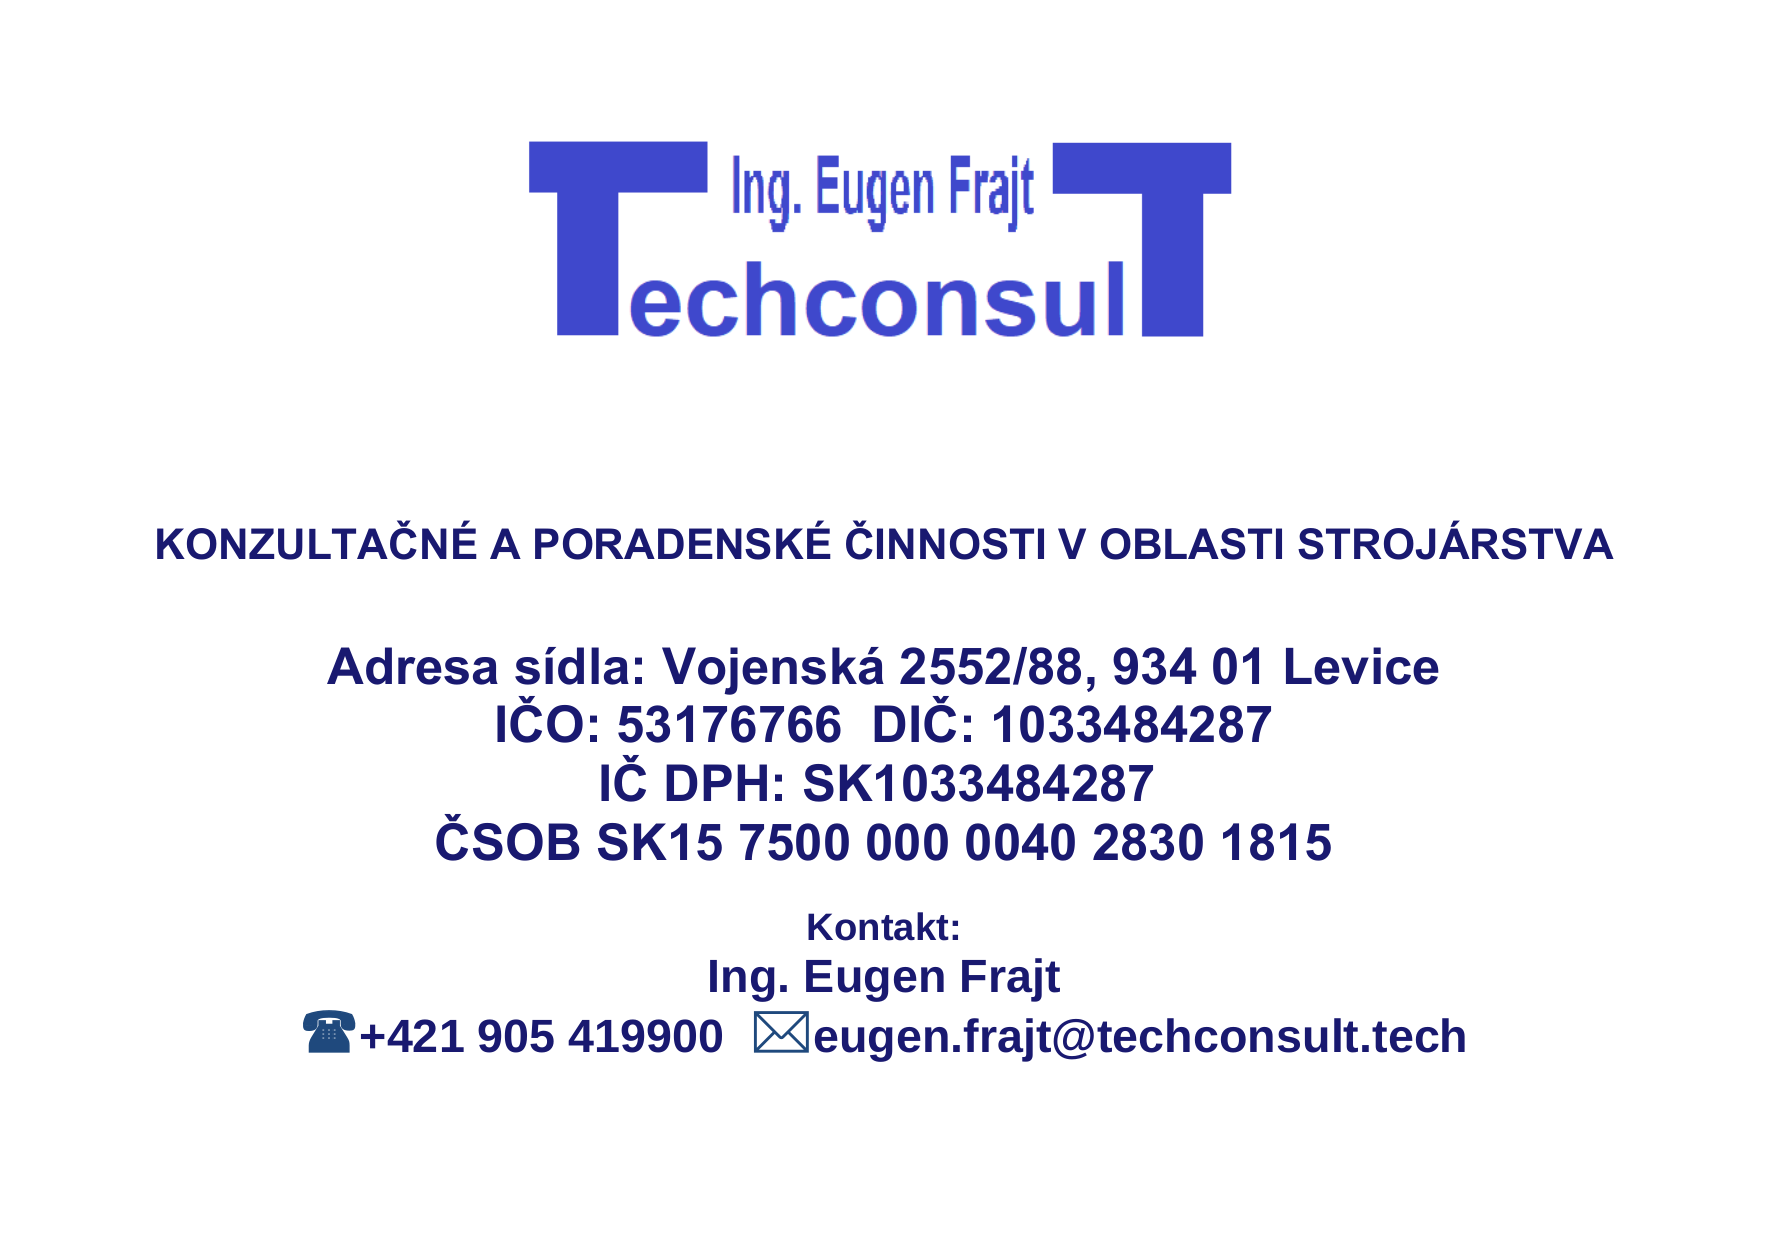 Ing. Eugen Frajt
TechconsulT
KONZULTAČNÉ A PORADENSKÉ ČINNOSTI V OBLASTI STROJÁRSTVA
Adresa sídla: Vojenská 2552/88, 934 01 Levice
IČO: 53176766 DIČ: 1033484287
IČ DPH: SK1033484287
ČSOB SK15 7500 000 0040 2830 1815
Kontakt:
Ing. Eugen Frajt
+421 905 419900 eugen.frajt@techconsult.tech